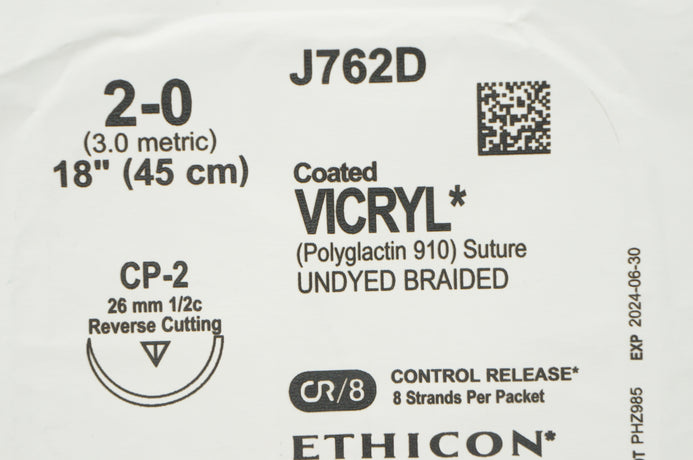 J762D
2-0
(3.0 metric)
18" (45 cm)
Coated
VICRYL*
(Polyglactin 910) Suture
UNDYED BRAIDED
CP-2
26 mm 1/2c
Reverse Cutting
CR/8
CONTROL RELEASE*
8 Strands Per Packet
ETHICON*
PHZ985 EXP 2024-06-30